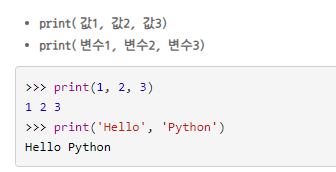 print( 값1, 값2, 값3)
print( 변수1, 변수2, 변수3)
>>> print(1, 2, 3)
1 2 3
>>> print('Hello', 'Python')
Hello Python